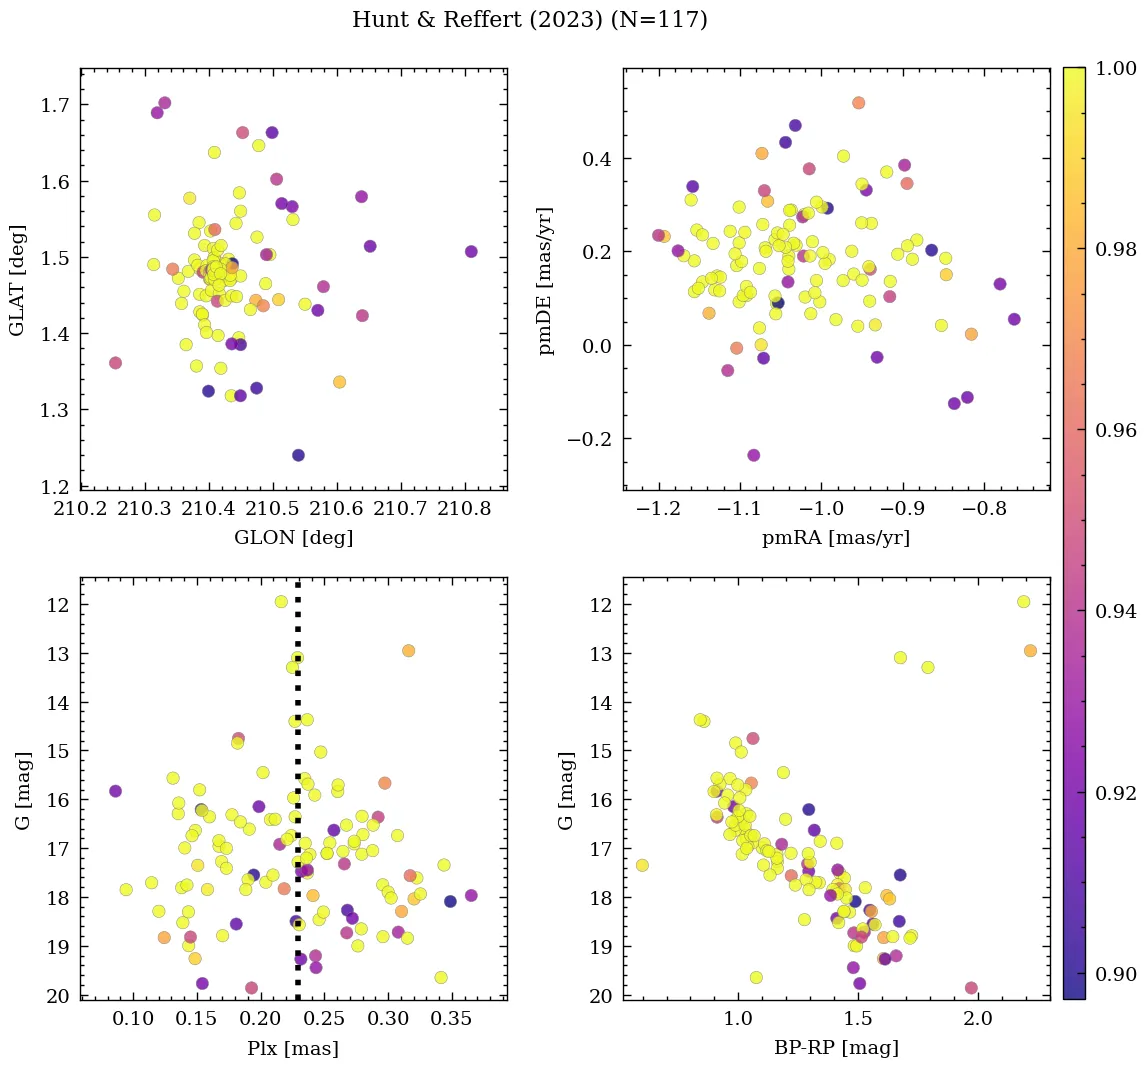 Hunt & Reffert (2023) (N=117)
1.7
1.6
1.5
1.4
1.3
1.2
GLAT [deg]
210.2 210.3 210.4 210.5 210.6 210.7 210.8
GLON [deg]
0.4
0.2
0.0
−0.2
pmDE [mas/yr]
−1.2 −1.1 −1.0 −0.9 −0.8
pmRA [mas/yr]
12
13
14
15
16
17
18
19
20
G [mag]
0.10 0.15 0.20 0.25 0.30 0.35
Plx [mas]
12
13
14
15
16
17
18
19
20
G [mag]
1.0 1.5 2.0
BP-RP [mag]
1.00
0.98
0.96
0.94
0.92
0.90